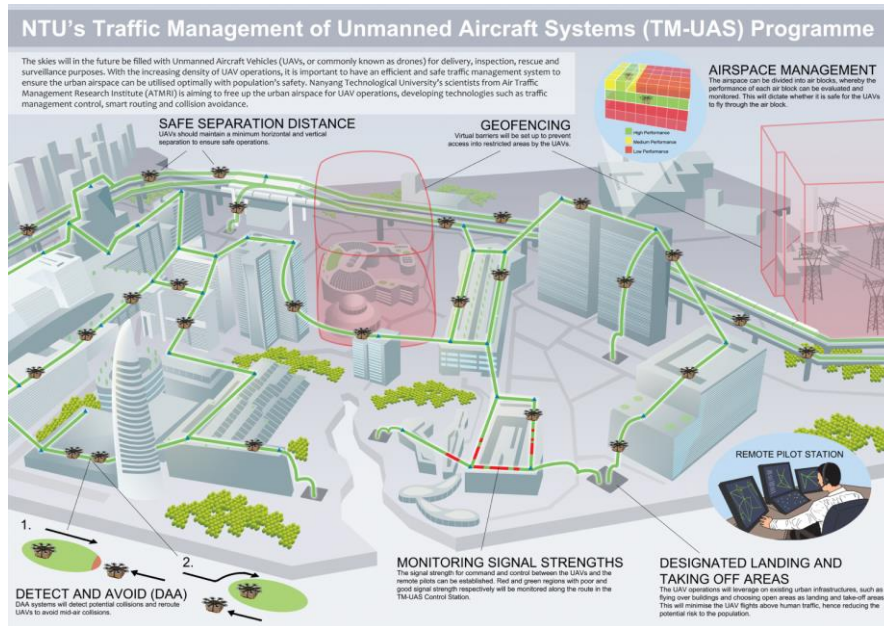 NTU's Traffic Management of Unmanned Aircraft Systems (TM-UAS) Programme
The skies will in the future be filled with Unmanned Aircraft Vehicles (UAVs, or commonly known as drones) for delivery, inspection, rescue and
surveillance purposes. With the increasing density of UAV operations, it is important to have an efficient and safe traffic management system to
ensure the urban airspace can be utilised optimally with population's safety. Nanyang Technological University's scientists from Air Traffic
Management Research Institute (ATMRI) is aiming to free up the urban airspace for UAV operations, developing technologies such as traffic
management control, smart routing and collision avoidance.
AIRSPACE MANAGEMENT
The airspace can be divided into air blocks, whereby the
performance of each air block can be evaluated and
monitored. This will dictate whether it is safe for the UAVs
to fly through the air block.
High Performance
Medium Performance
Low Performance
SAFE SEPARATION DISTANCE
UAVs should maintain a minimum horizontal and vertical
separation to ensure safe operations.
GEOFENCING
Virtual barriers will be set up to prevent
access into restricted areas by the UAVs.
REMOTE PILOT STATION
1.
2.
DETECT AND AVOID (DAA)
DAA systems will detect potential collisions and reroute
UAVs to avoid mid-air collisions.
MONITORING SIGNAL STRENGTHS
The signal strength for command and control between the UAVs and the
remote pilots can be established. Red and green regions with poor and
good signal strength respectively will be monitored along the route in the
TM-UAS Control Station.
DESIGNATED LANDING AND
TAKING OFF AREAS
The UAV operations will leverage on existing urban infrastructures, such as
flying over buildings and choosing open areas as landing and take-off areas.
This will minimise the UAV flights above human traffic, hence reducing the
potential risk to the population.